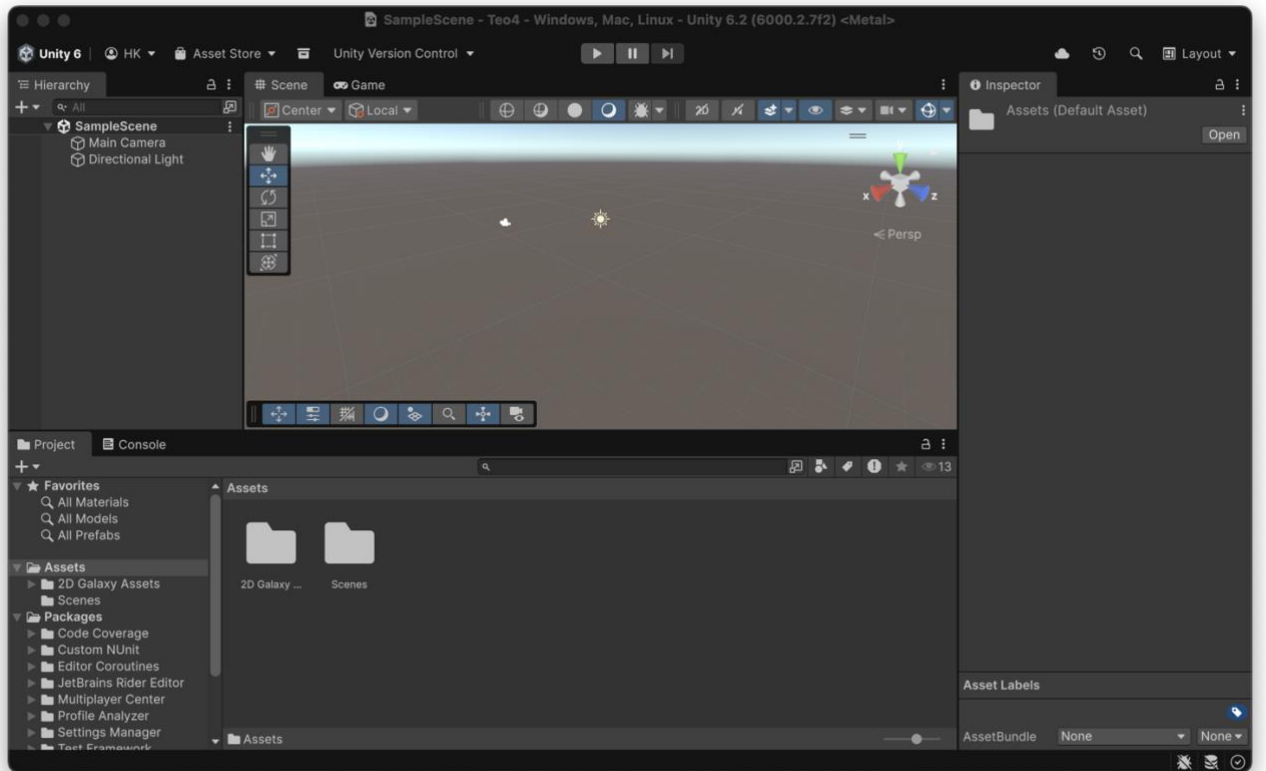 SampleScene - Teo4 - Windows, Mac, Linux - Unity 6.2 (6000.2.7f2) <Metal>
Unity 6 HK Asset Store Unity Version Control Layout
Hierarchy
All
SampleScene
Main Camera
Directional Light
Scene Game
Center Local 2D
x z
Persp
Inspector
Assets (Default Asset)
Open
Project Console
13
Favorites
All Materials
All Models
All Prefabs
Assets
2D Galaxy Assets
Scenes
Packages
Code Coverage
Custom NUnit
Editor Coroutines
JetBrains Rider Editor
Multiplayer Center
Profile Analyzer
Settings Manager
Test Framework
Assets
2D Galaxy ... Scenes
Assets
Asset Labels
AssetBundle None None